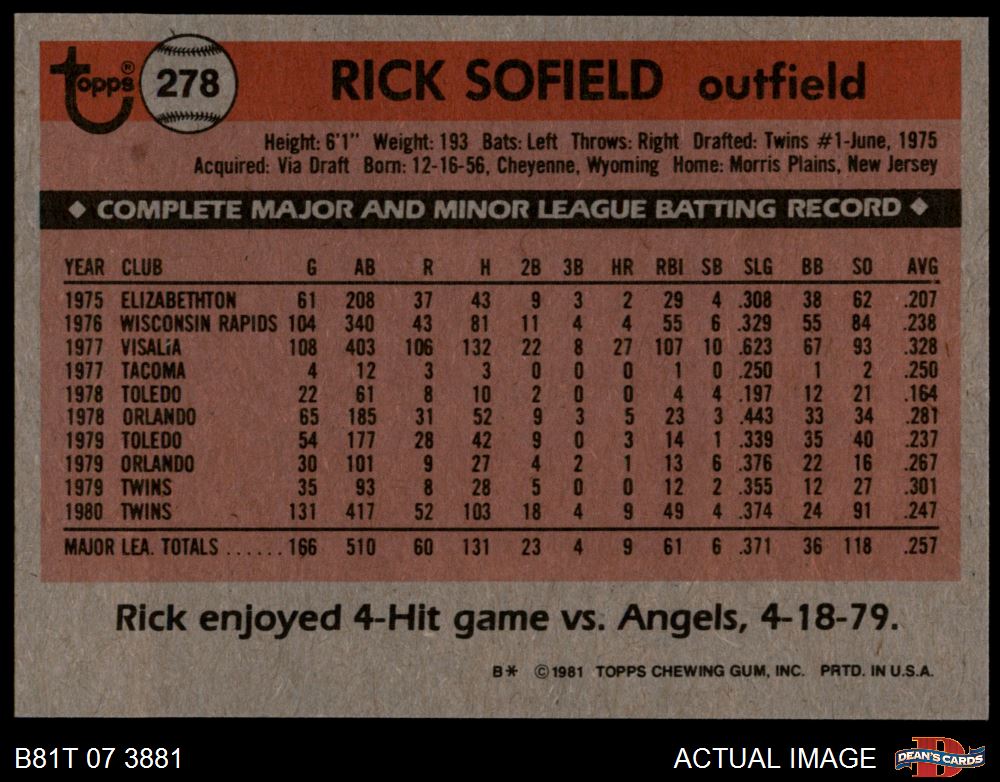 topps® 278 RICK SOFIELD outfield
Height: 6'1" Weight: 193 Bats: Left Throws: Right Drafted: Twins #1-June, 1975
Acquired: Via Draft Born: 12-16-56, Cheyenne, Wyoming Home: Morris Plains, New Jersey
◆ COMPLETE MAJOR AND MINOR LEAGUE BATTING RECORD ◆
YEAR CLUB G AB R H 2B 3B HR RBI SB SLG BB SO AVG
1975 ELIZABETHTON 61 208 37 43 9 3 2 29 4 .308 38 62 .207
1976 WISCONSIN RAPIDS 104 340 43 81 11 4 4 55 6 .329 55 84 .238
1977 VISALiA 108 403 106 132 22 8 27 107 10 .623 67 93 .328
1977 TACOMA 4 12 3 3 0 0 0 1 0 .250 1 2 .250
1978 TOLEDO 22 61 8 10 2 0 0 4 4 .197 12 21 .164
1978 ORLANDO 65 185 31 52 9 3 5 23 3 .443 33 34 .281
1979 TOLEDO 54 177 28 42 9 0 3 14 1 .339 35 40 .237
1979 ORLANDO 30 101 9 27 4 2 1 13 6 .376 22 16 .267
1979 TWINS 35 93 8 28 5 0 0 12 2 .355 12 27 .301
1980 TWINS 131 417 52 103 18 4 9 49 4 .374 24 91 .247
MAJOR LEA. TOTALS ...... 166 510 60 131 23 4 9 61 6 .371 36 118 .257
Rick enjoyed 4-Hit game vs. Angels, 4-18-79.
B* ©1981 TOPPS CHEWING GUM, INC. PRTD. IN U.S.A.
B81T 07 3881 ACTUAL IMAGE D DEAN'S CARDS